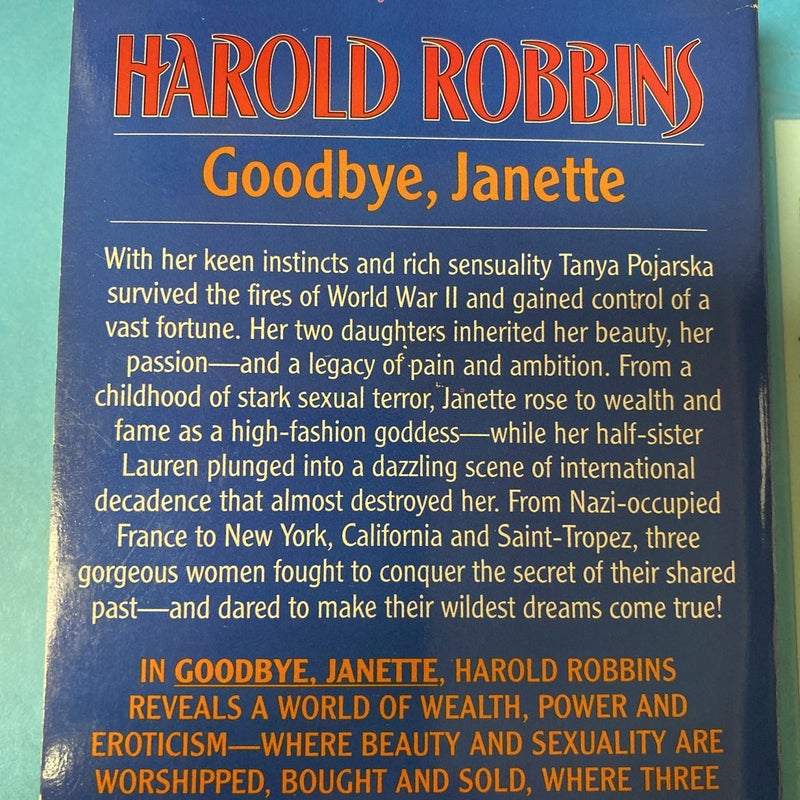 HAROLD ROBBINS
Goodbye, Janette
With her keen instincts and rich sensuality Tanya Pojarska
survived the fires of World War II and gained control of a
vast fortune. Her two daughters inherited her beauty, her
passion—and a legacy of pain and ambition. From a
childhood of stark sexual terror, Janette rose to wealth and
fame as a high-fashion goddess—while her half-sister
Lauren plunged into a dazzling scene of international
decadence that almost destroyed her. From Nazi-occupied
France to New York, California and Saint-Tropez, three
gorgeous women fought to conquer the secret of their shared
past—and dared to make their wildest dreams come true!
IN GOODBYE, JANETTE, HAROLD ROBBINS
REVEALS A WORLD OF WEALTH, POWER AND
EROTICISM—WHERE BEAUTY AND SEXUALITY ARE
WORSHIPPED, BOUGHT AND SOLD, WHERE THREE